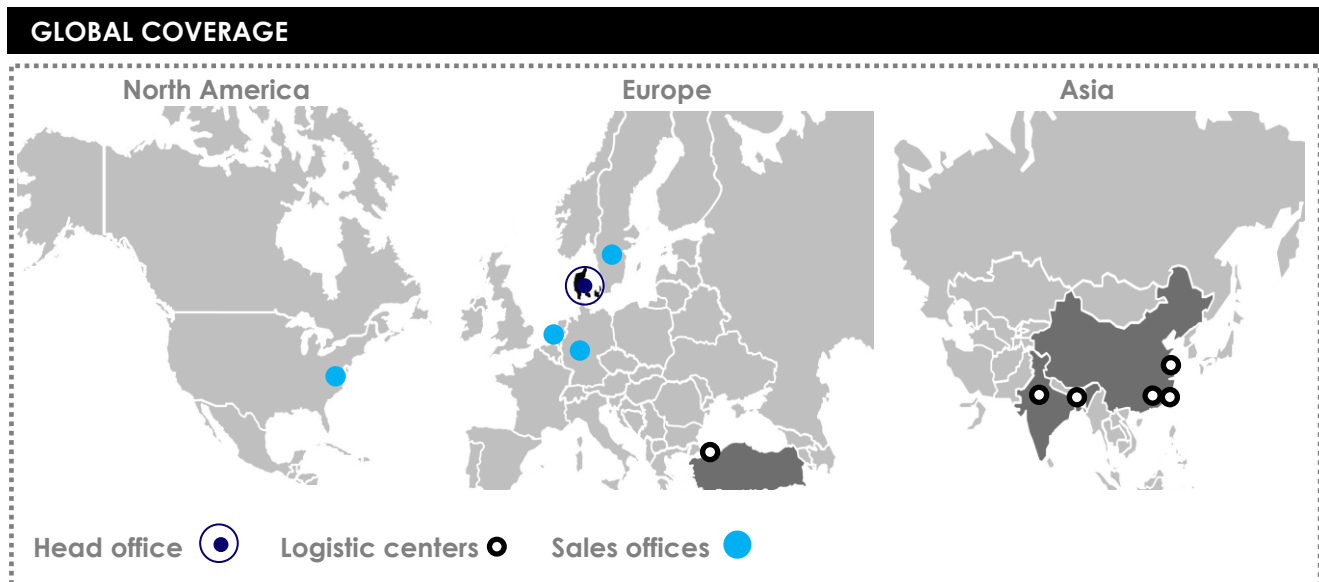 GLOBAL COVERAGE
North America
Europe
Asia
Head office
Logistic centers
Sales offices